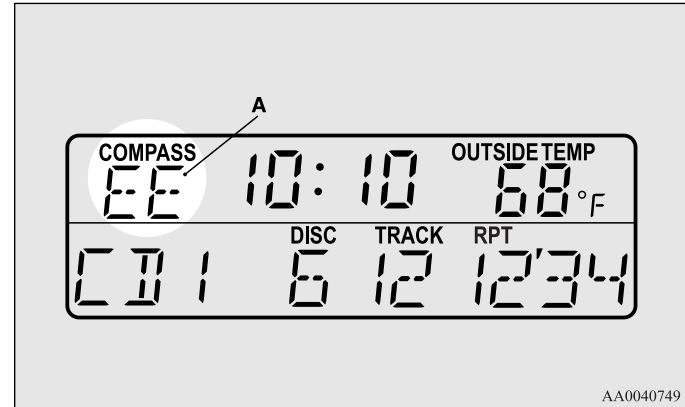 A
COMPASS OUTSIDE TEMP
EE 10:10 68°F
DISC TRACK RPT
CD1 6 12 12'34
AA0040749